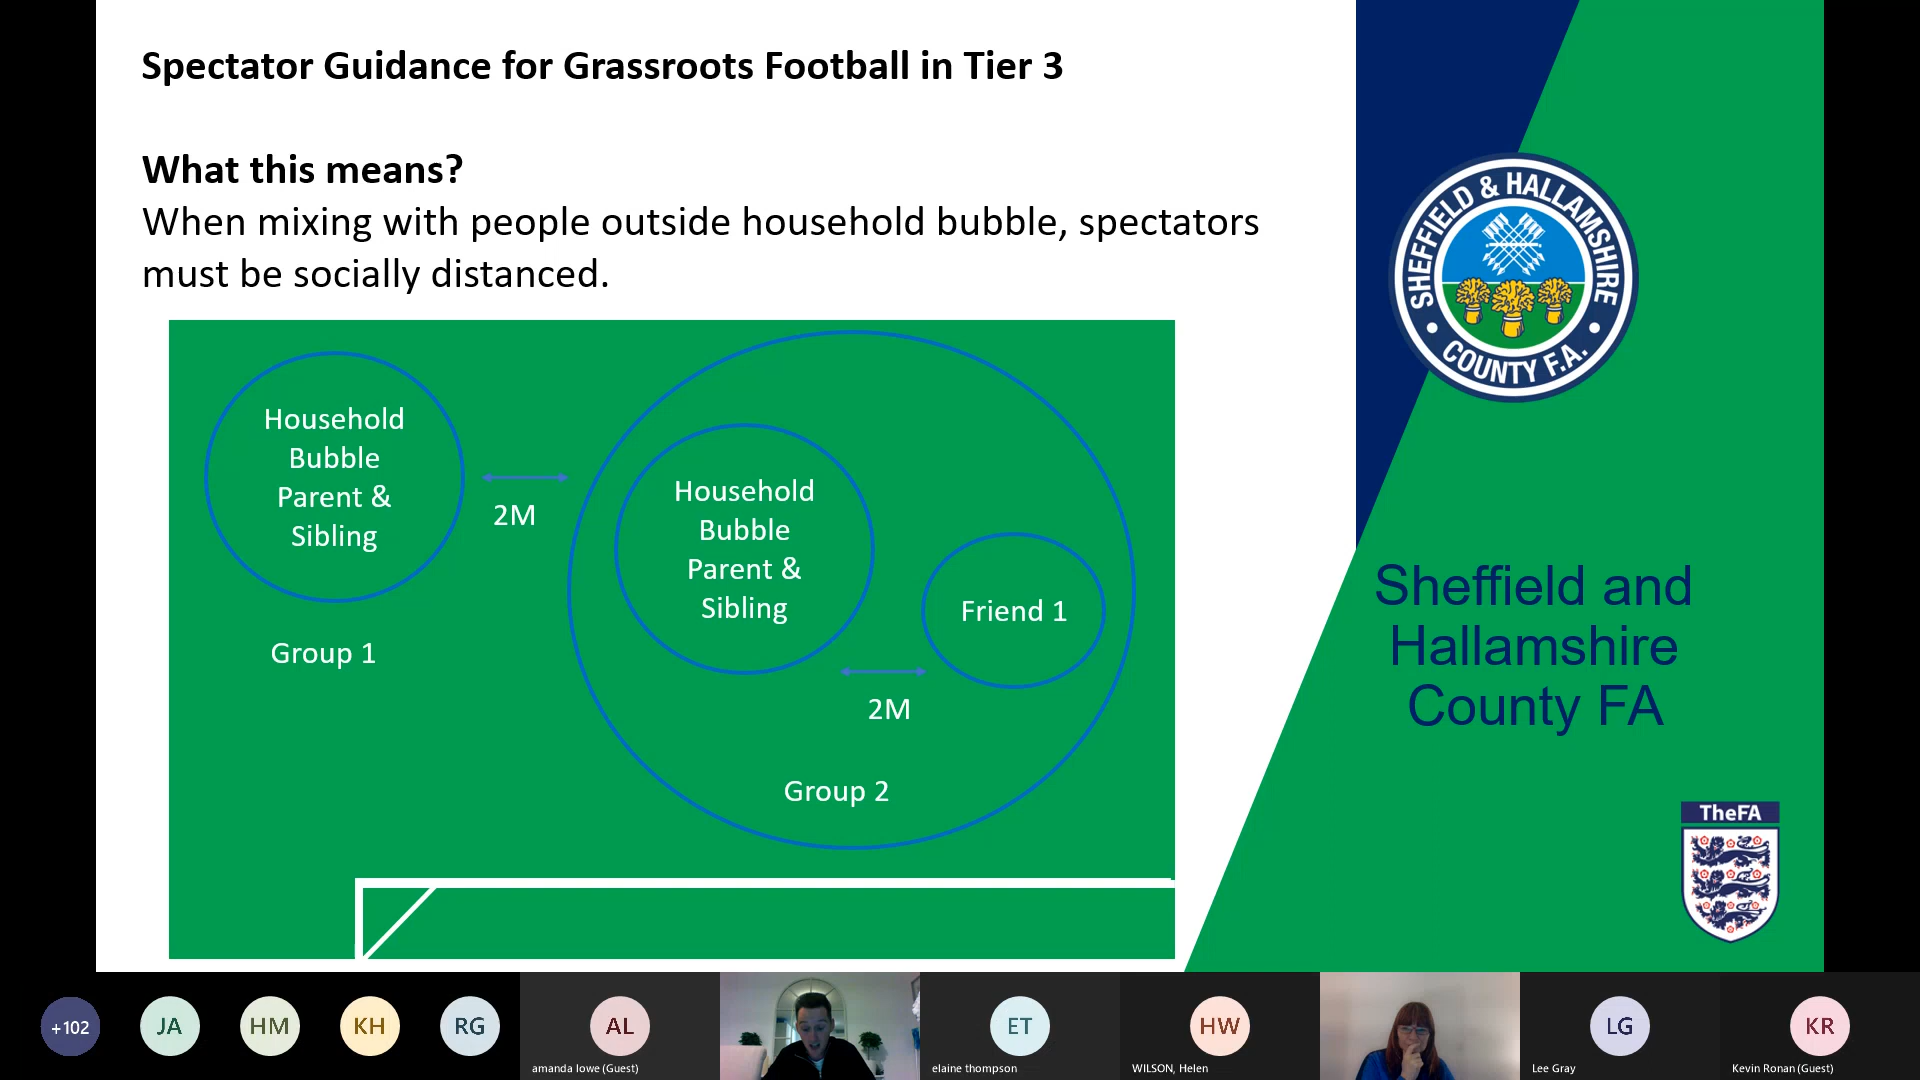 Spectator Guidance for Grassroots Football in Tier 3
What this means?
When mixing with people outside household bubble, spectators
must be socially distanced.
Household
Bubble
Parent &
Sibling
2M
Group 1
Household
Bubble
Parent &
Sibling
Friend 1
2M
Group 2
SHEFFIELD & HALLAMSHIRE
COUNTY F.A.
Sheffield and
Hallamshire
County FA
TheFA
+102
JA
HM
KH
RG
AL
amanda lowe (Guest)
ET
elaine thompson
HW
WILSON, Helen
LG
Lee Gray
KR
Kevin Ronan (Guest)